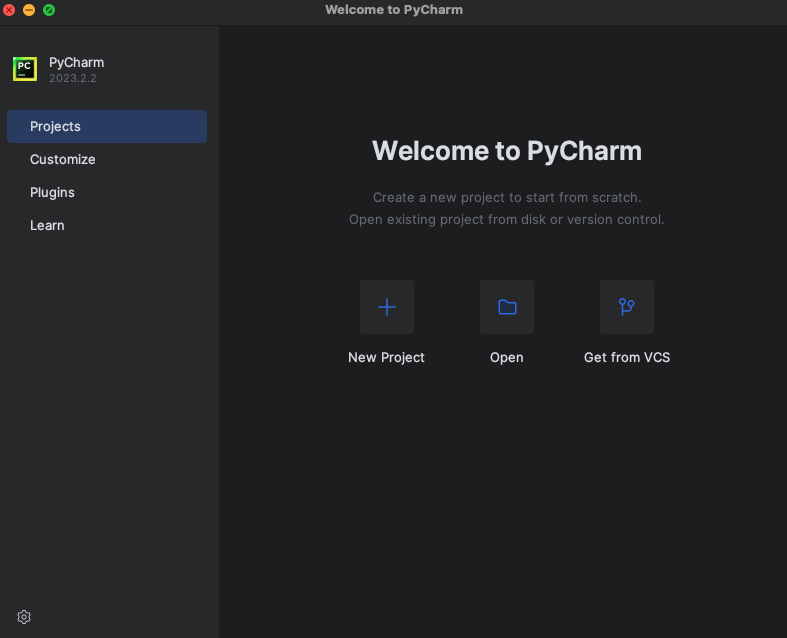 Welcome to PyCharm
PC
PyCharm
2023.2.2
Projects
Customize
Plugins
Learn
Welcome to PyCharm
Create a new project to start from scratch.
Open existing project from disk or version control.
New Project
Open
Get from VCS